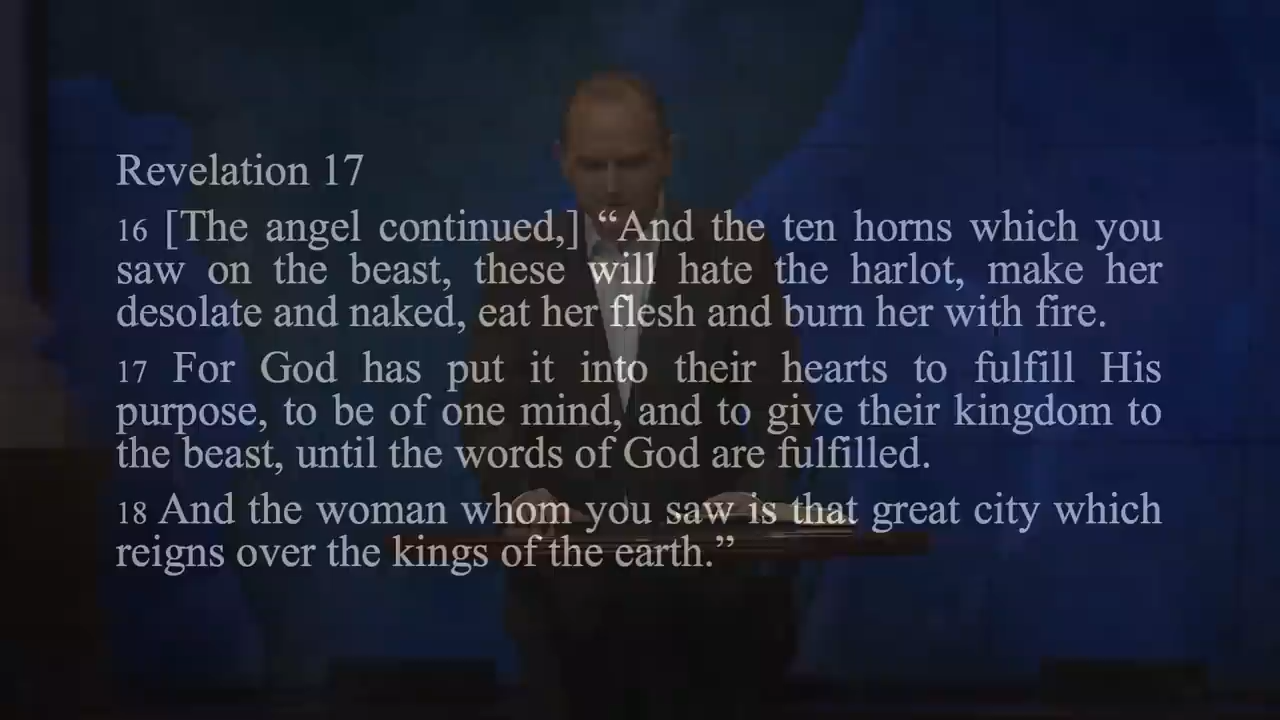 Revelation 17
16 [The angel continued,] “And the ten horns which you
saw on the beast, these will hate the harlot, make her
desolate and naked, eat her flesh and burn her with fire.
17 For God has put it into their hearts to fulfill His
purpose, to be of one mind, and to give their kingdom to
the beast, until the words of God are fulfilled.
18 And the woman whom you saw is that great city which
reigns over the kings of the earth.”